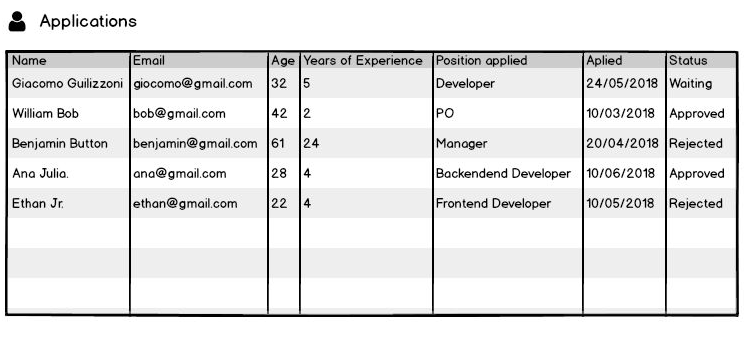 Applications
Name Email Age Years of Experience Position applied Aplied Status
Giacomo Guilizzoni giocomo@gmail.com 32 5 Developer 24/05/2018 Waiting
William Bob bob@gmail.com 42 2 PO 10/03/2018 Approved
Benjamin Button benjamin@gmail.com 61 24 Manager 20/04/2018 Rejected
Ana Julia. ana@gmail.com 28 4 Backendend Developer 10/06/2018 Approved
Ethan Jr. ethan@gmail.com 22 4 Frontend Developer 10/05/2018 Rejected